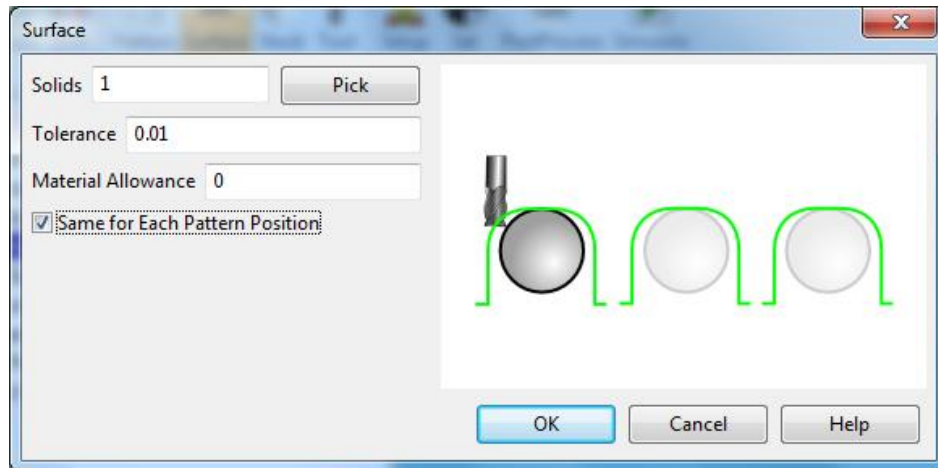 Surface
Solids 1 Pick
Tolerance 0.01
Material Allowance 0
Same for Each Pattern Position
OK Cancel Help